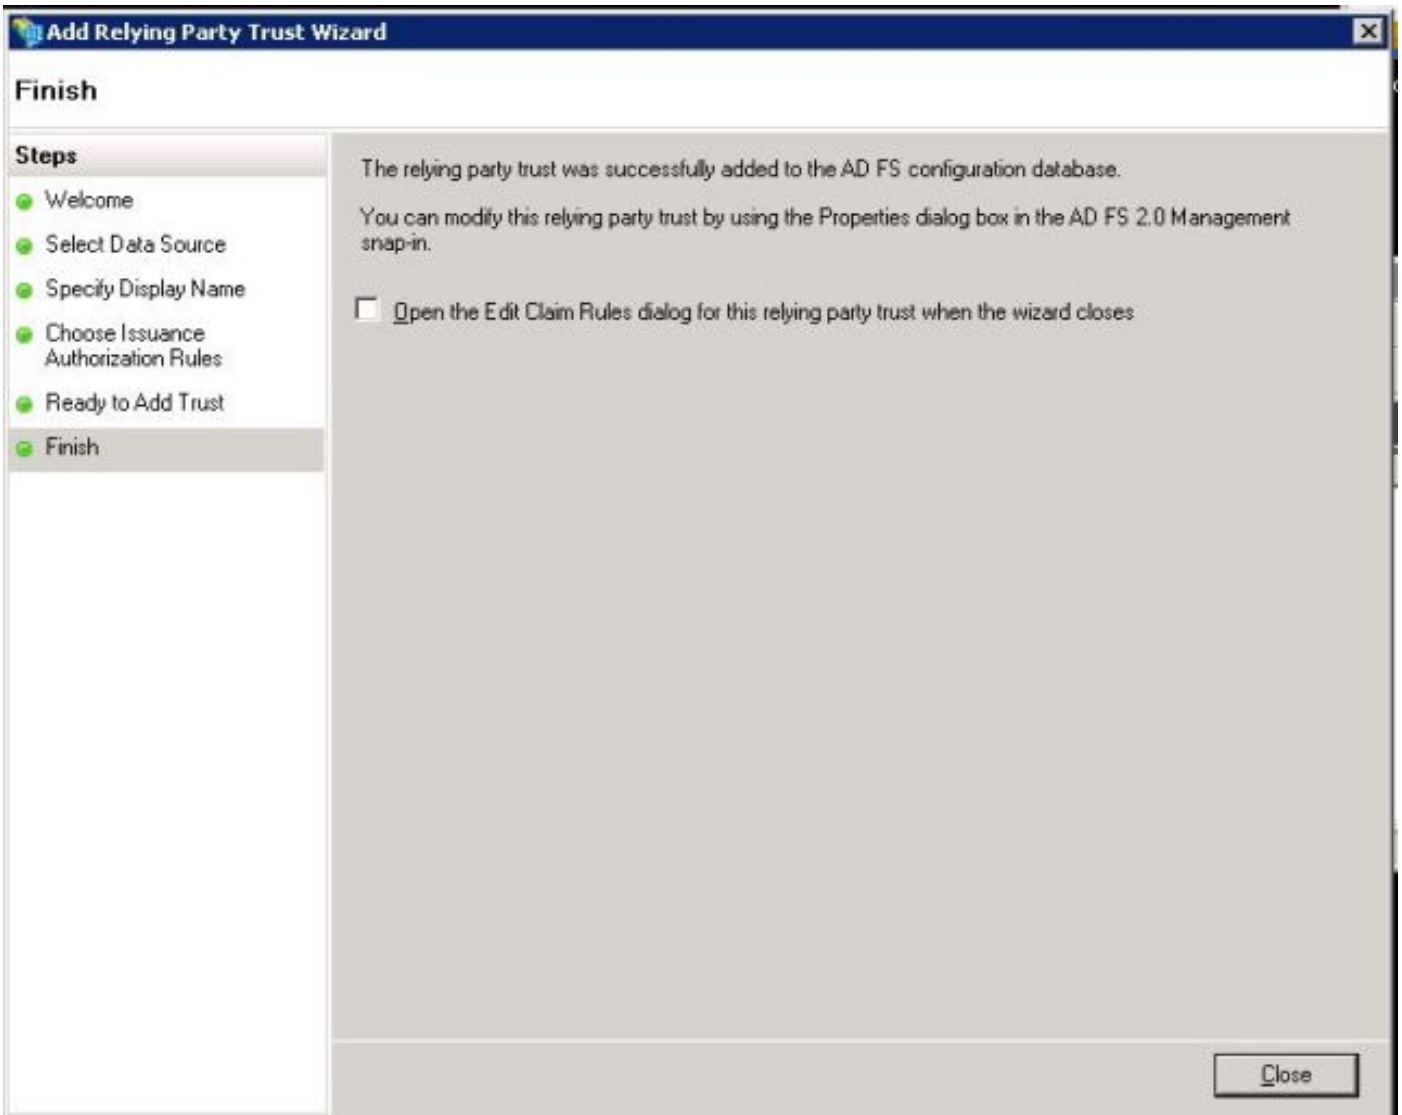 Add Relying Party Trust Wizard
Finish
Steps
Welcome
Select Data Source
Specify Display Name
Choose Issuance
Authorization Rules
Ready to Add Trust
Finish
The relying party trust was successfully added to the AD FS configuration database.
You can modify this relying party trust by using the Properties dialog box in the AD FS 2.0 Management
snap-in.
Open the Edit Claim Rules dialog for this relying party trust when the wizard closes
Close